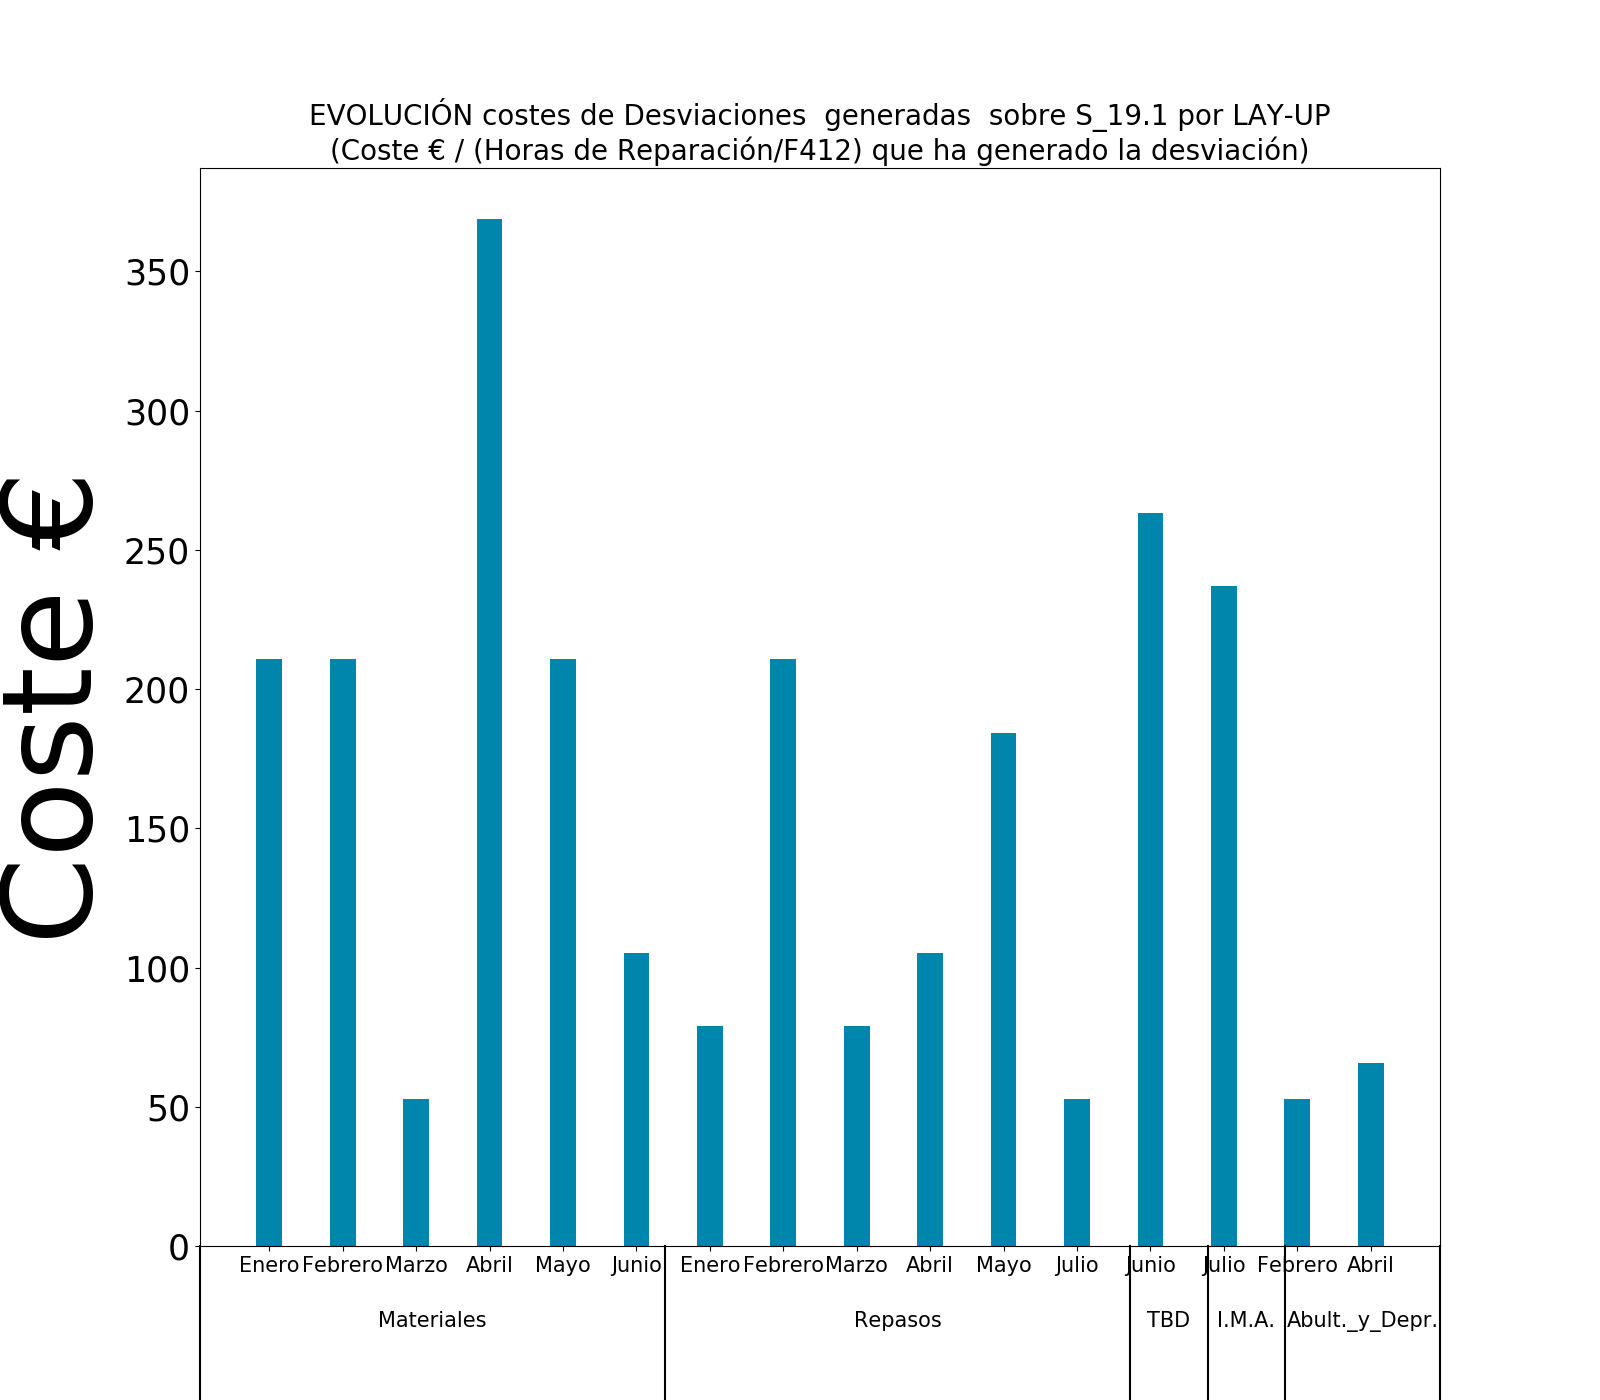 EVOLUCIÓN costes de Desviaciones  generadas  sobre S_19.1 por LAY-UP
(Coste € / (Horas de Reparación/F412) que ha generado la desviación)
Coste €
350
300
250
200
150
100
50
0
Enero Febrero Marzo Abril Mayo Junio Enero Febrero Marzo Abril Mayo Julio Junio Julio Febrero Abril
Materiales Repasos TBD I.M.A. Abult._y_Depr.